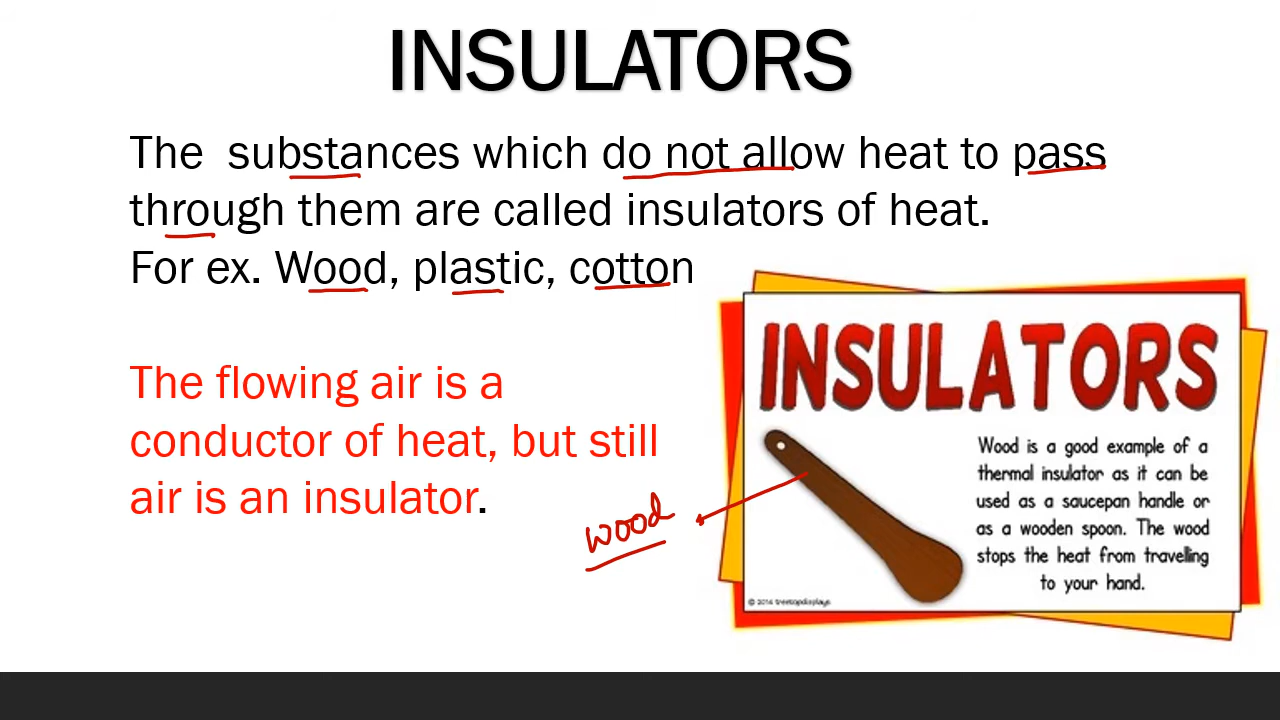 INSULATORS
The substances which do not allow heat to pass
through them are called insulators of heat.
For ex. Wood, plastic, cotton
The flowing air is a
conductor of heat, but still
air is an insulator.
wood
INSULATORS
Wood is a good example of a
thermal insulator as it can be
used as a saucepan handle or
as a wooden spoon. The wood
stops the heat from travelling
to your hand.
© 2014 treetopdisplays